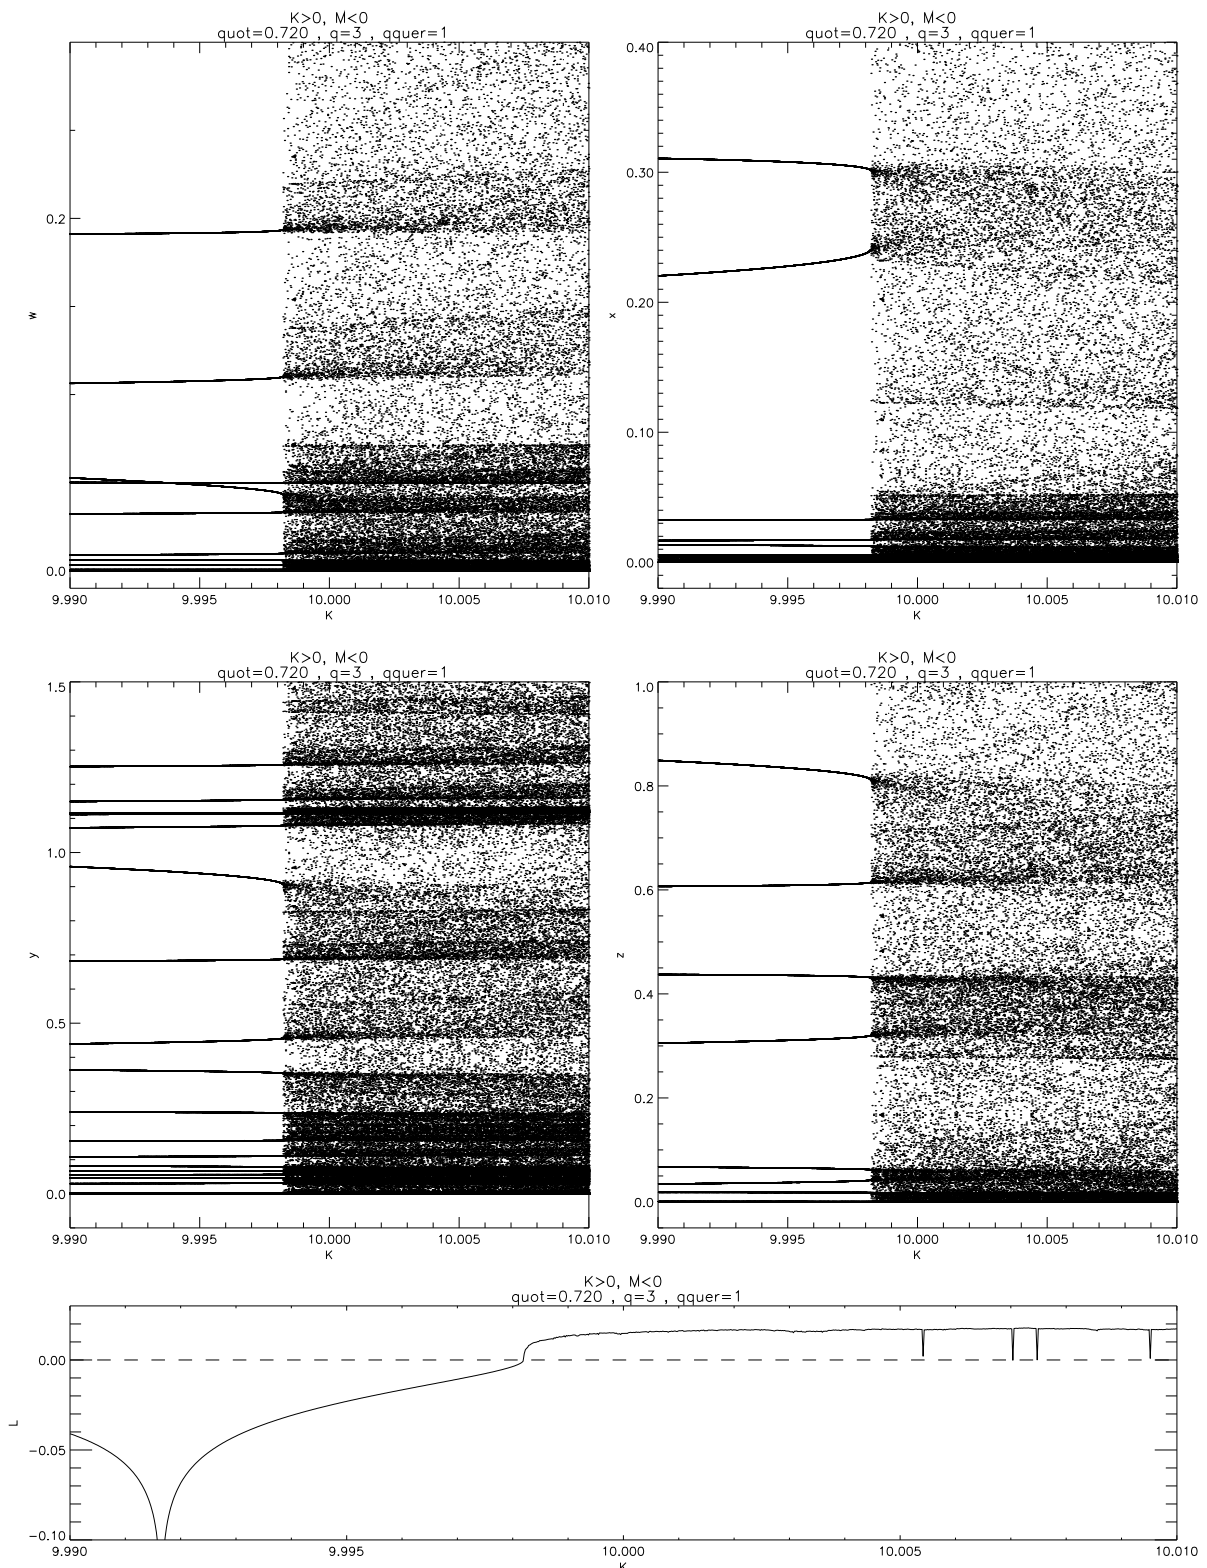 K>0, M<0
quot=0.720 , q=3 , qquer=1
0.2
0.0
w
9.990 9.995 10.000 10.005 10.010
K
K>0, M<0
quot=0.720 , q=3 , qquer=1
0.40
0.30
0.20
0.10
0.00
x
9.990 9.995 10.000 10.005 10.010
K
K>0, M<0
quot=0.720 , q=3 , qquer=1
1.5
1.0
0.5
0.0
y
9.990 9.995 10.000 10.005 10.010
K
K>0, M<0
quot=0.720 , q=3 , qquer=1
1.0
0.8
0.6
0.4
0.2
0.0
z
9.990 9.995 10.000 10.005 10.010
K
K>0, M<0
quot=0.720 , q=3 , qquer=1
0.00
−0.05
−0.10
L
9.990 9.995 10.000 10.005 10.010
K